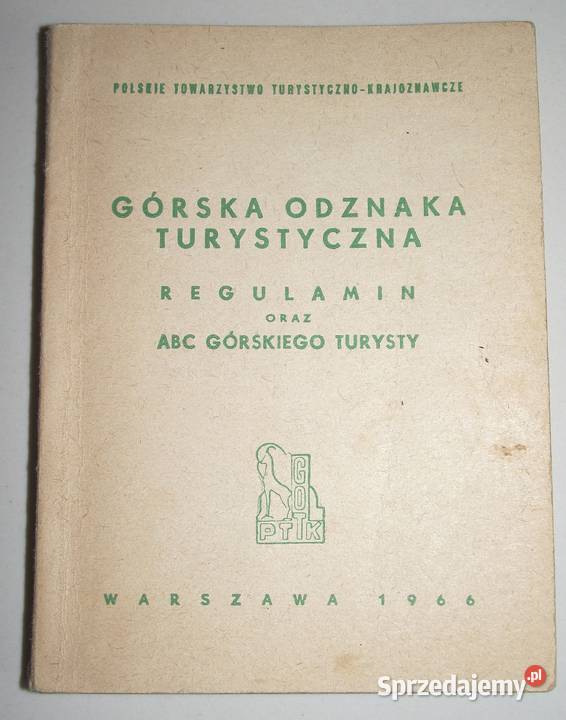 POLSKIE TOWARZYSTWO TURYSTYCZNO-KRAJOZNAWCZE
GÓRSKA ODZNAKA
TURYSTYCZNA
REGULAMIN
ORAZ
ABC GÓRSKIEGO TURYSTY
GOT
PTTK
WARSZAWA 1966
Sprzedajemy.pl